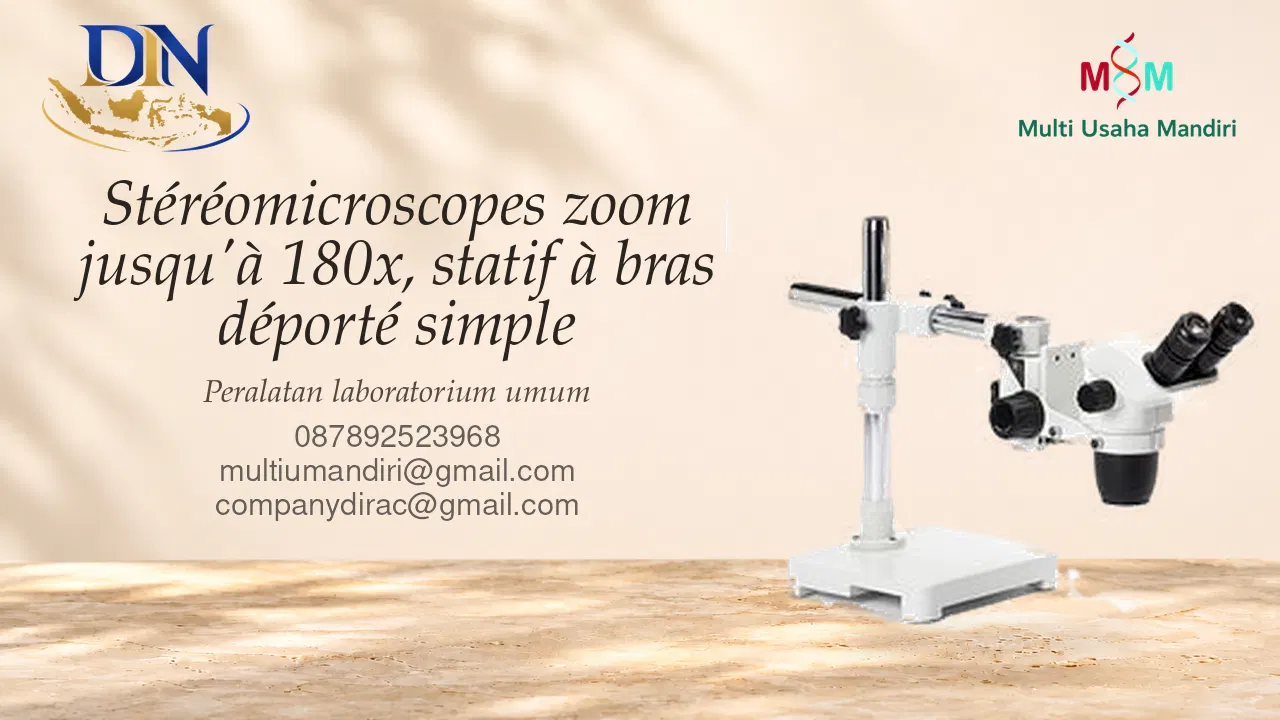 DIN
M M
Multi Usaha Mandiri
Stéréomicroscopes zoom
jusqu'à 180x, statif à bras
déporté simple
Peralatan laboratorium umum
087892523968
multiumandiri@gmail.com
companydirac@gmail.com